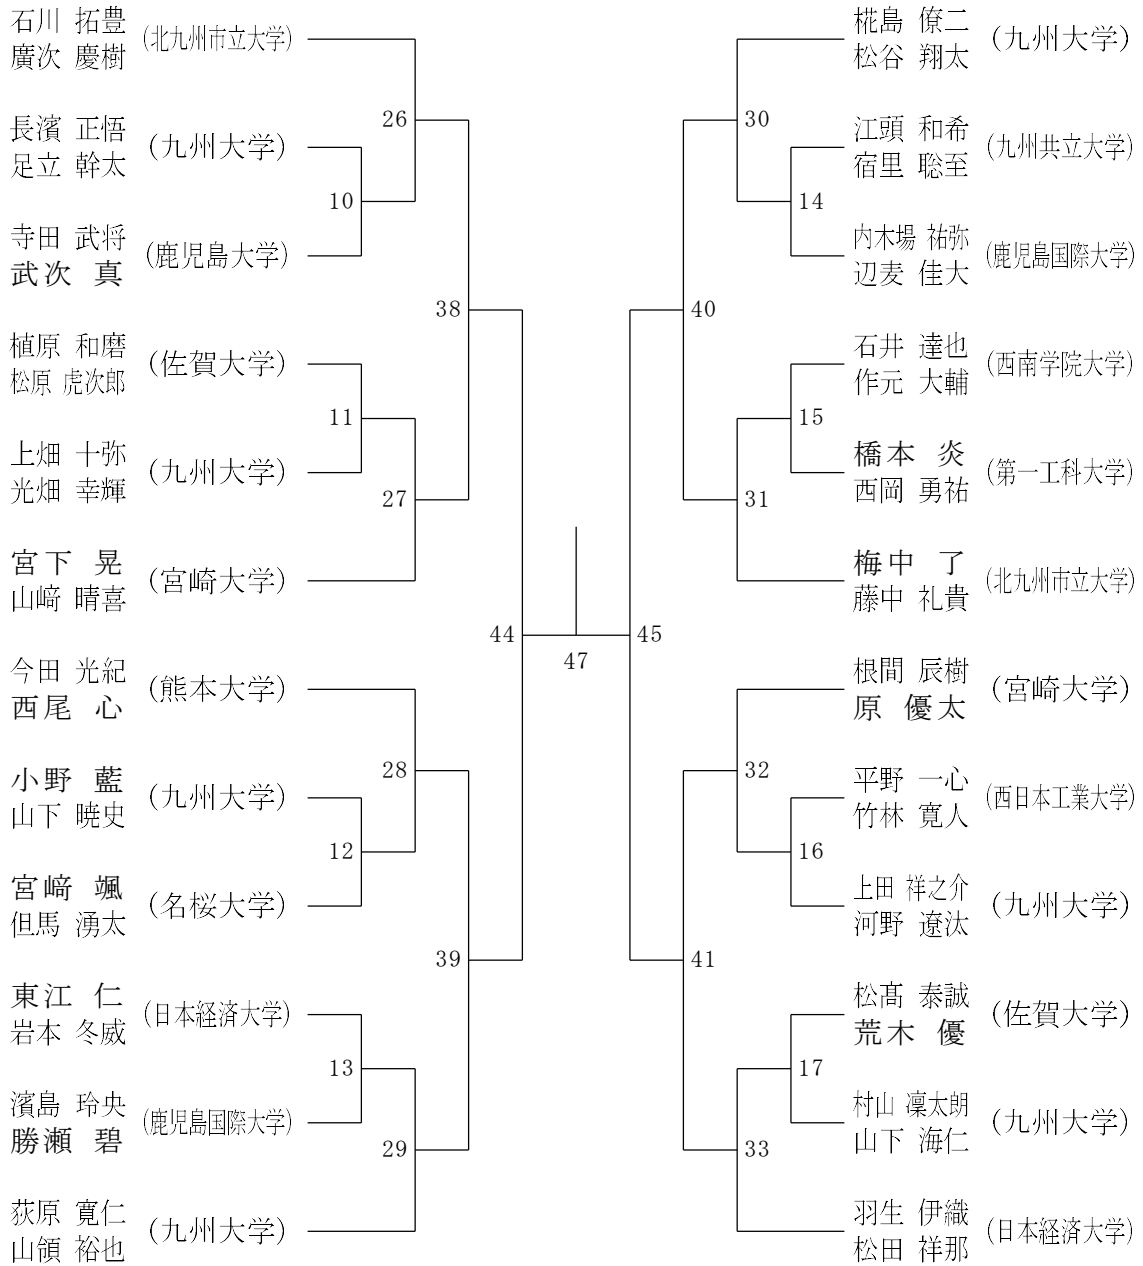 石川 拓豊
廣次 慶樹
(北九州市立大学)
長濱 正悟
足立 幹太
(九州大学)
寺田 武将
武次 真
(鹿児島大学)
植原 和磨
松原 虎次郎
(佐賀大学)
上畑 十弥
光畑 幸輝
(九州大学)
宮下 晃
山﨑 晴喜
(宮崎大学)
今田 光紀
西尾 心
(熊本大学)
小野 藍
山下 暁史
(九州大学)
宮﨑 颯
但馬 湧太
(名桜大学)
東江 仁
岩本 冬威
(日本経済大学)
濱島 玲央
勝瀬 碧
(鹿児島国際大学)
荻原 寛仁
山領 裕也
(九州大学)
26
10
38
11
27
44
28
12
39
13
29
47
椛島 僚二
松谷 翔太
(九州大学)
江頭 和希
宿里 聡至
(九州共立大学)
内木場 祐弥
辺麦 佳大
(鹿児島国際大学)
石井 達也
作元 大輔
(西南学院大学)
橋本 炎
西岡 勇祐
(第一工科大学)
梅中 了
藤中 礼貴
(北九州市立大学)
根間 辰樹
原 優太
(宮崎大学)
平野 一心
竹林 寛人
(西日本工業大学)
上田 祥之介
河野 遼汰
(九州大学)
松髙 泰誠
荒木 優
(佐賀大学)
村山 凜太朗
山下 海仁
(九州大学)
羽生 伊織
松田 祥那
(日本経済大学)
30
14
40
15
31
45
32
16
41
17
33